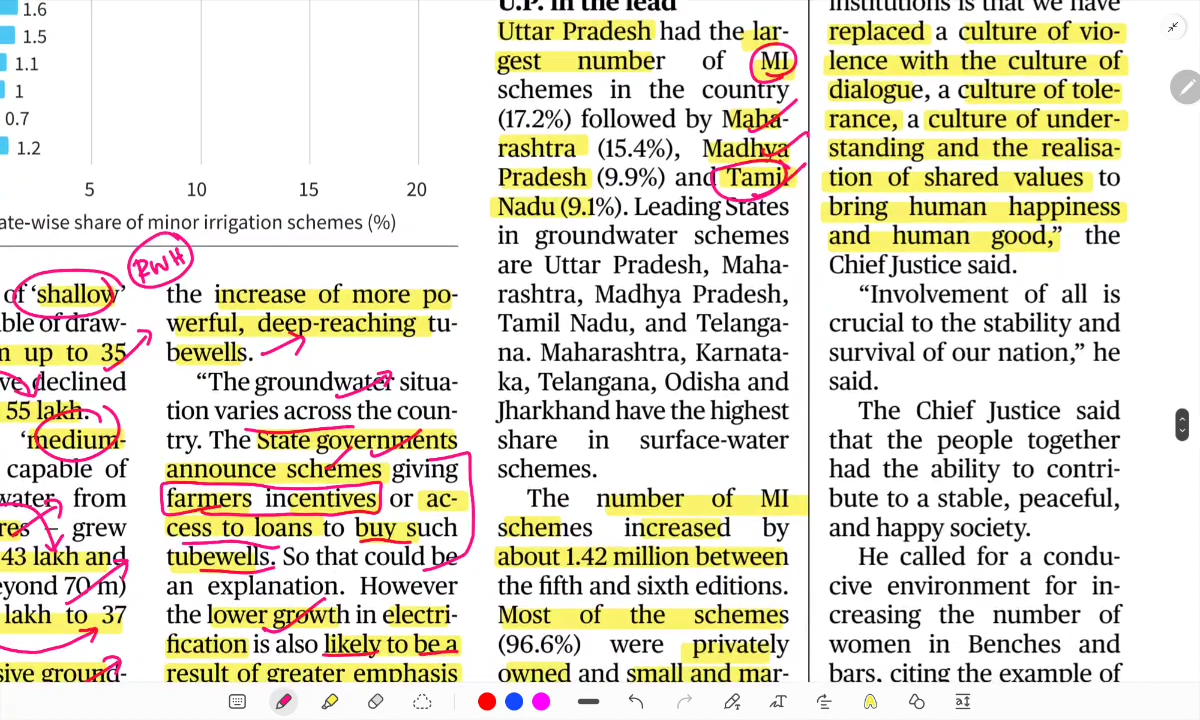 1.6
1.5
1.1
1
0.7
1.2
5 10 15 20
ate-wise share of minor irrigation schemes (%)
RWH
of ‘shallow’
ble of draw-
m up to 35
ve declined
55 lakh.
‘medium-
capable of
water from
res – grew
43 lakh and
eyond 70 m)
lakh to 37
sive ground-
the increase of more po-
werful, deep-reaching tu-
bewells.
“The groundwater situa-
tion varies across the coun-
try. The State governments
announce schemes giving
farmers incentives or ac-
cess to loans to buy such
tubewells. So that could be
an explanation. However
the lower growth in electri-
fication is also likely to be a
result of greater emphasis
U.P. in the lead
Uttar Pradesh had the lar-
gest number of MI
schemes in the country
(17.2%) followed by Maha-
rashtra (15.4%), Madhya
Pradesh (9.9%) and Tamil
Nadu (9.1%). Leading States
in groundwater schemes
are Uttar Pradesh, Maha-
rashtra, Madhya Pradesh,
Tamil Nadu, and Telanga-
na. Maharashtra, Karnata-
ka, Telangana, Odisha and
Jharkhand have the highest
share in surface-water
schemes.
The number of MI
schemes increased by
about 1.42 million between
the fifth and sixth editions.
Most of the schemes
(96.6%) were privately
owned and small and mar-
institutions is that we have
replaced a culture of vio-
lence with the culture of
dialogue, a culture of tole-
rance, a culture of under-
standing and the realisa-
tion of shared values to
bring human happiness
and human good,” the
Chief Justice said.
“Involvement of all is
crucial to the stability and
survival of our nation,” he
said.
The Chief Justice said
that the people together
had the ability to contri-
bute to a stable, peaceful,
and happy society.
He called for a condu-
cive environment for in-
creasing the number of
women in Benches and
bars, citing the example of